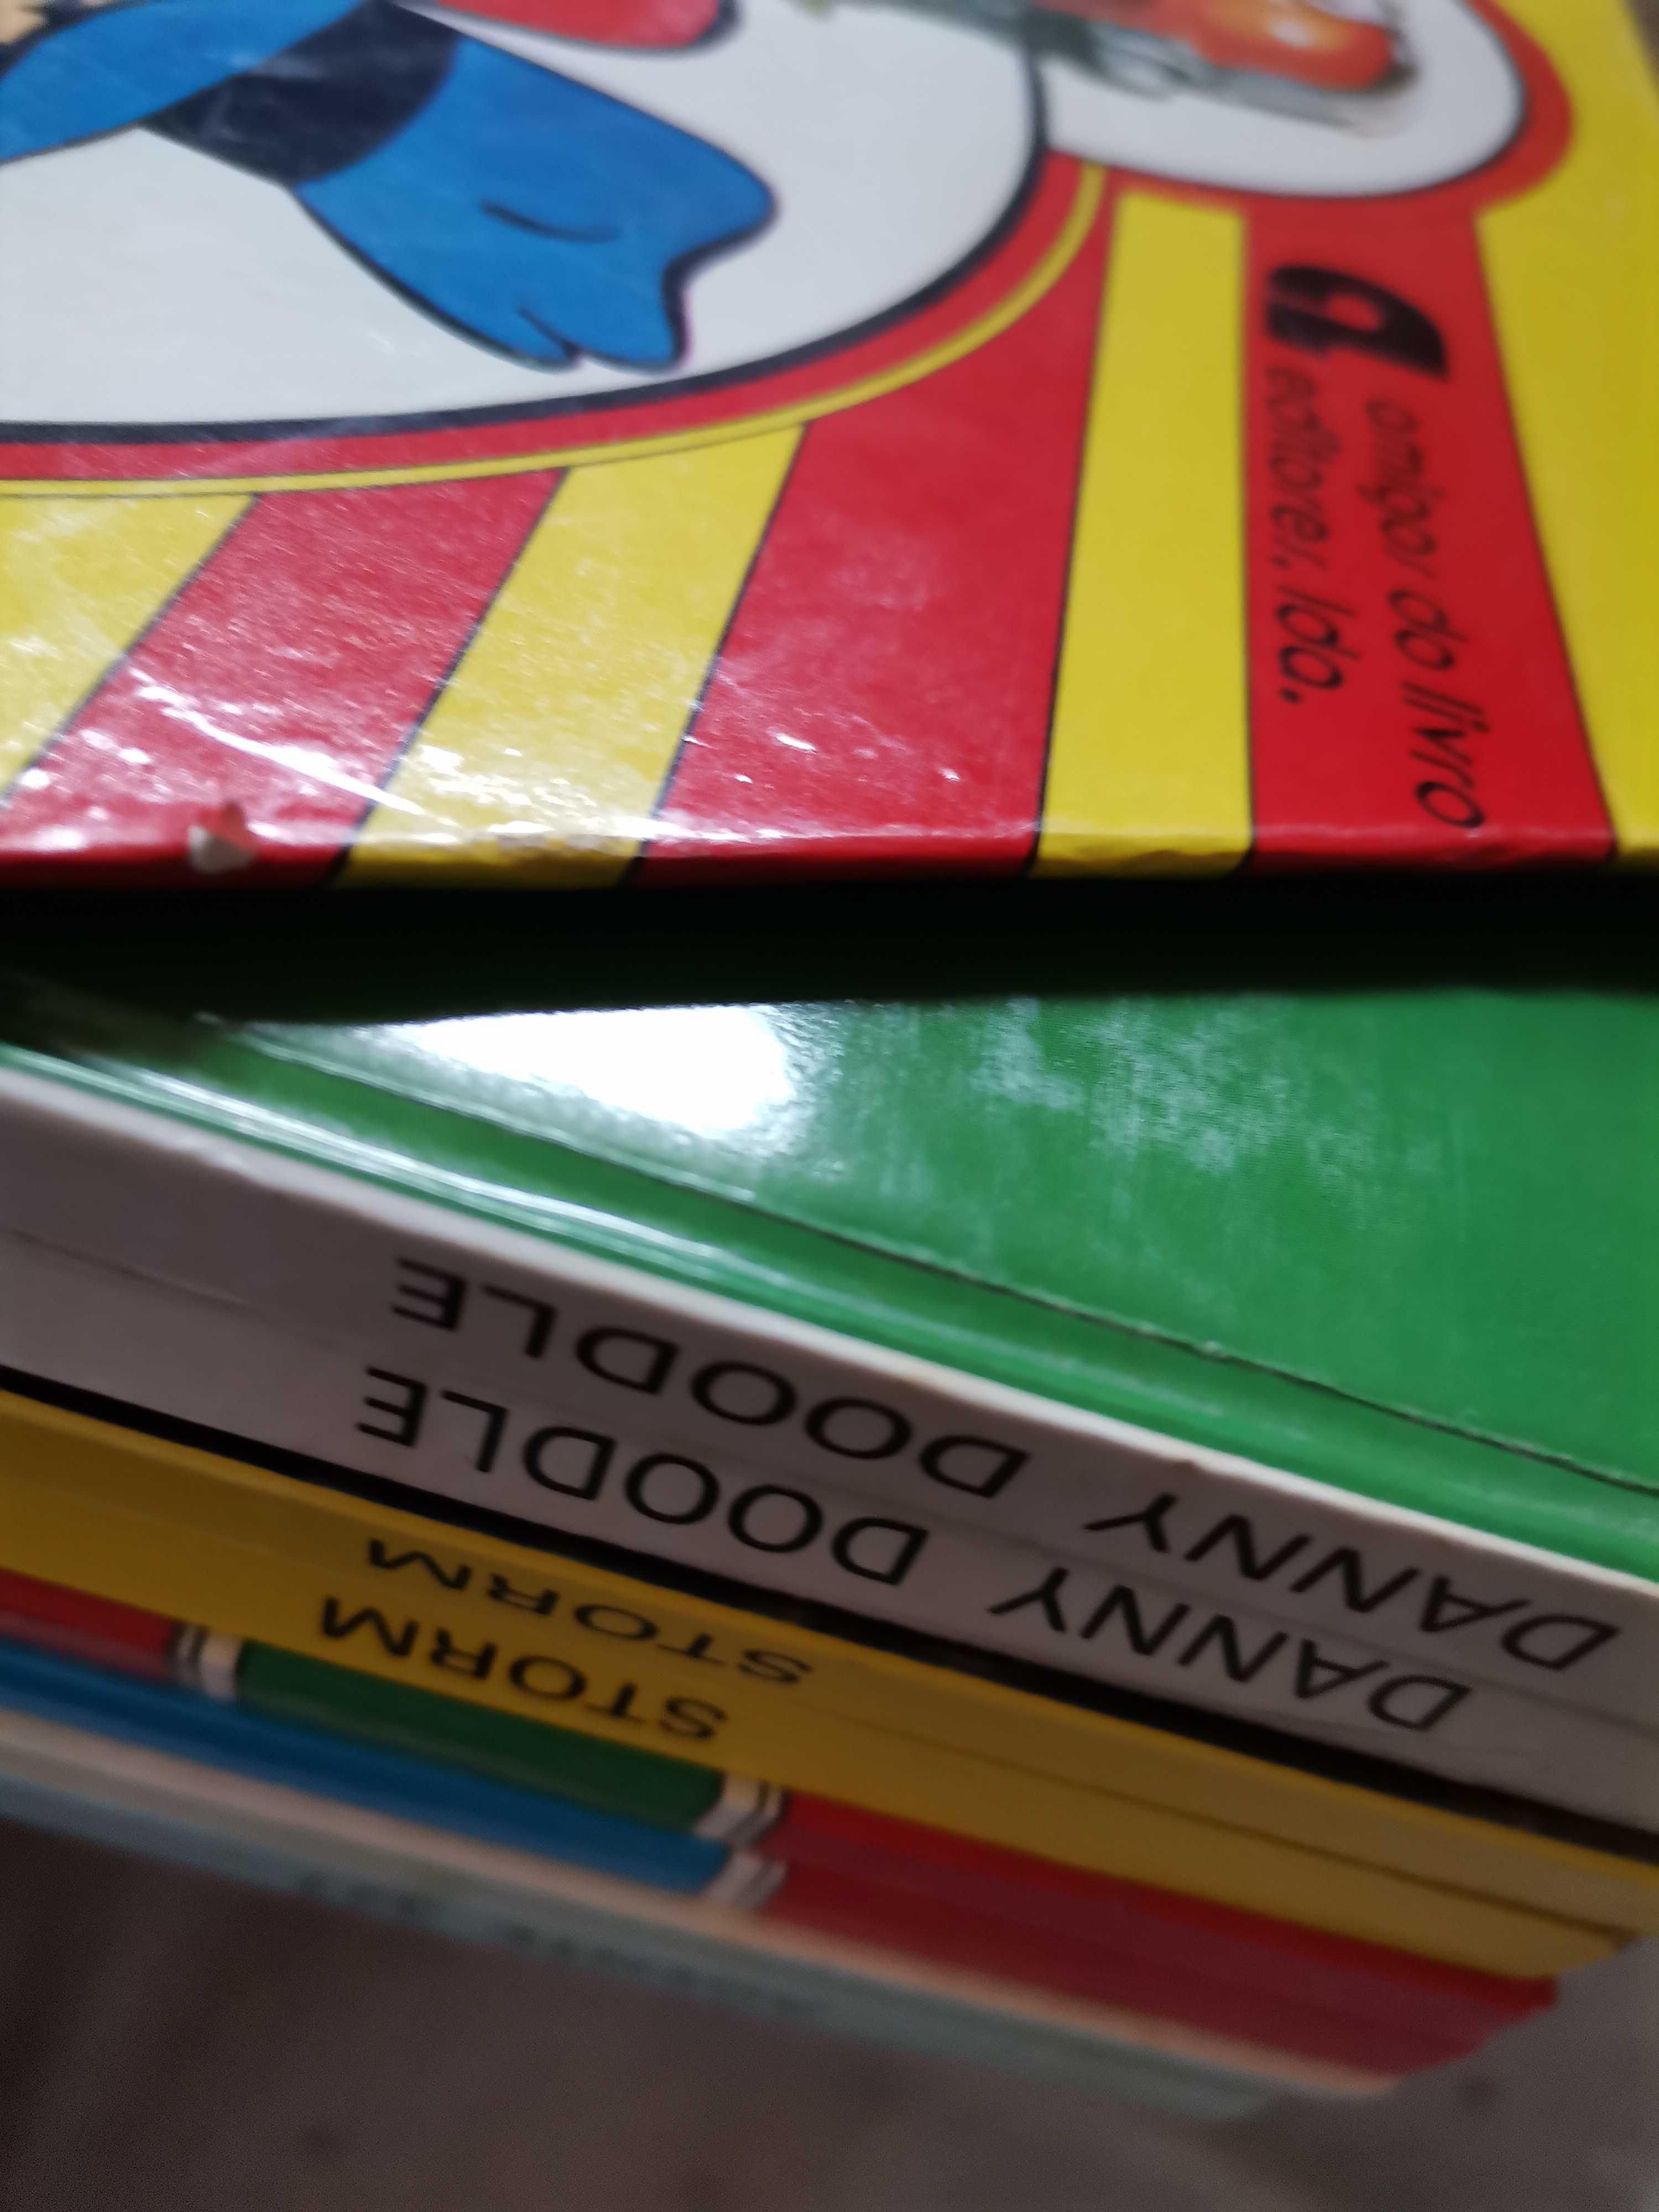 a amigos do livro
editores, lda.
DANNY DOODLE
DANNY DOODLE
STORM
STORM